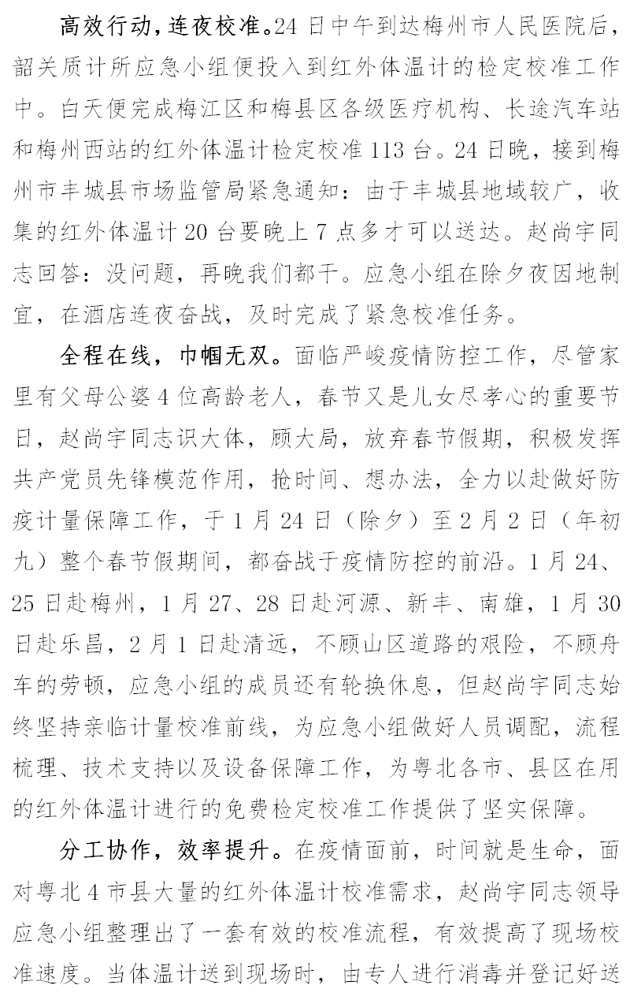 高效行动，连夜校准。24 日中午到达梅州市人民医院后，
韶关质计所应急小组便投入到红外体温计的检定校准工作
中。白天便完成梅江区和梅县区各级医疗机构、长途汽车站
和梅州西站的红外体温计检定校准 113 台。24 日晚，接到梅
州市丰城县市场监管局紧急通知：由于丰城县地域较广，收
集的红外体温计 20 台要晚上 7 点多才可以送达。赵尚宇同
志回答：没问题，再晚我们都干。应急小组在除夕夜因地制
宜，在酒店连夜奋战，及时完成了紧急校准任务。
全程在线，巾帼无双。面临严峻疫情防控工作，尽管家
里有父母公婆 4 位高龄老人，春节又是儿女尽孝心的重要节
日，赵尚宇同志识大体，顾大局，放弃春节假期，积极发挥
共产党员先锋模范作用，抢时间、想办法，全力以赴做好防
疫计量保障工作，于 1 月 24 日（除夕）至 2 月 2 日（年初
九）整个春节假期间，都奋战于疫情防控的前沿。1 月 24、
25 日赴梅州，1 月 27、28 日赴河源、新丰、南雄，1 月 30
日赴乐昌，2 月 1 日赴清远，不顾山区道路的艰险，不顾舟
车的劳顿，应急小组的成员还有轮换休息，但赵尚宇同志始
终坚持亲临计量校准前线，为应急小组做好人员调配，流程
梳理、技术支持以及设备保障工作，为粤北各市、县区在用
的红外体温计进行的免费检定校准工作提供了坚实保障。
分工协作，效率提升。在疫情面前，时间就是生命，面
对粤北 4 市县大量的红外体温计校准需求，赵尚宇同志领导
应急小组整理出了一套有效的校准流程，有效提高了现场校
准速度。当体温计送到现场时，由专人进行消毒并登记好送